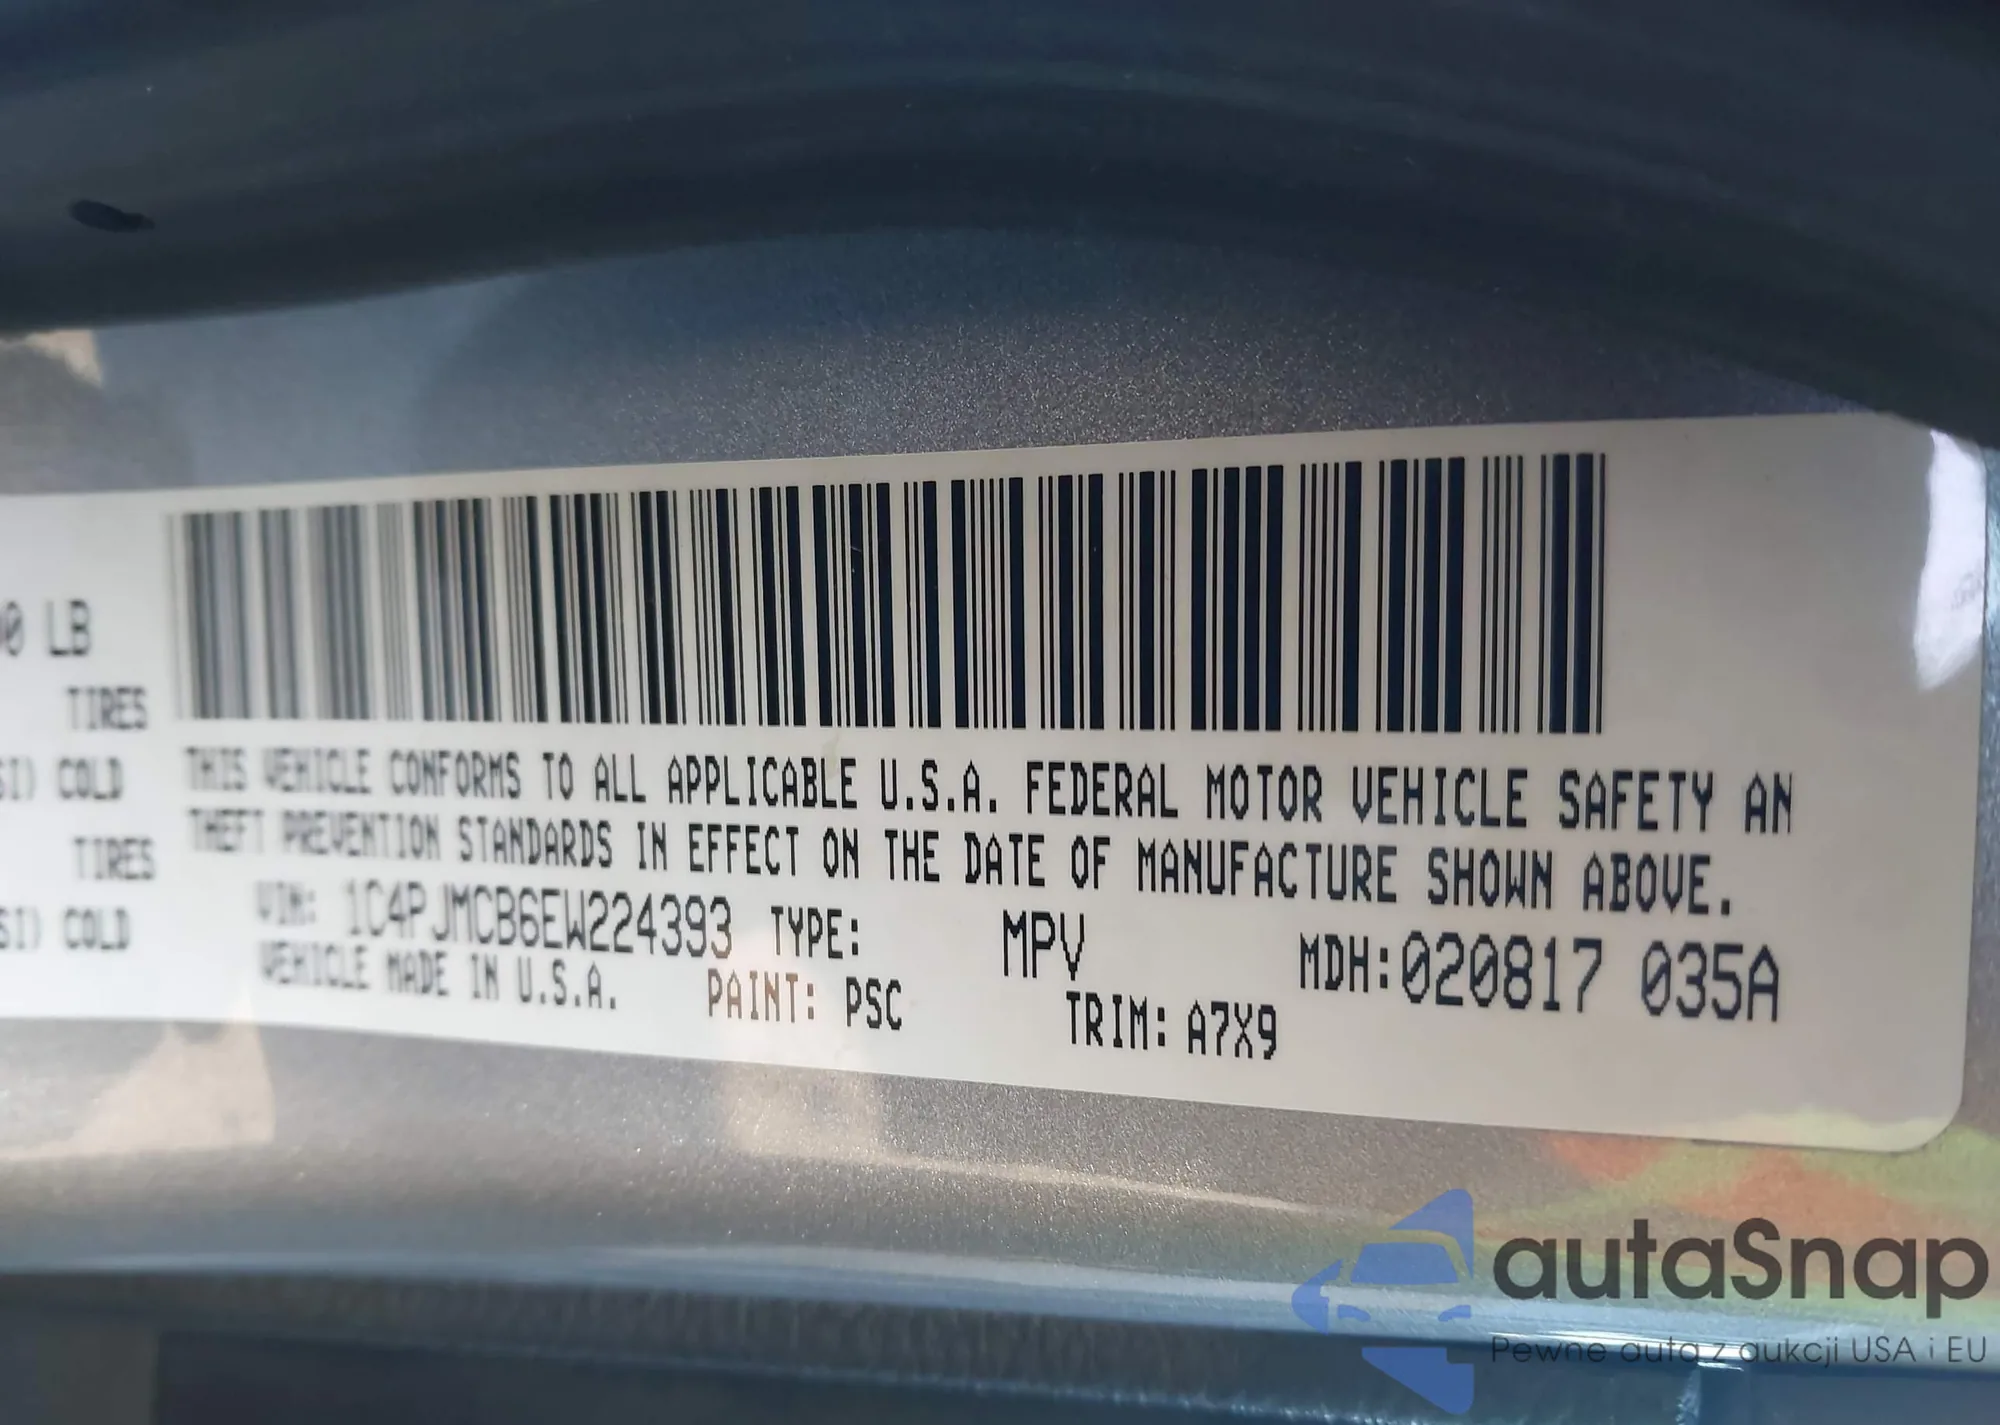 0 LB
TIRES
SI) COLD
TIRES
SI) COLD
THIS VEHICLE CONFORMS TO ALL APPLICABLE U.S.A. FEDERAL MOTOR VEHICLE SAFETY AN
THEFT PREVENTION STANDARDS IN EFFECT ON THE DATE OF MANUFACTURE SHOWN ABOVE.
VIN: 1C4PJMCB6EW224393 TYPE: MPV MDH:020817 035A
VEHICLE MADE IN U.S.A. PAINT: PSC TRIM: A7X9
autaSnap
Pewne auta z aukcji USA i EU